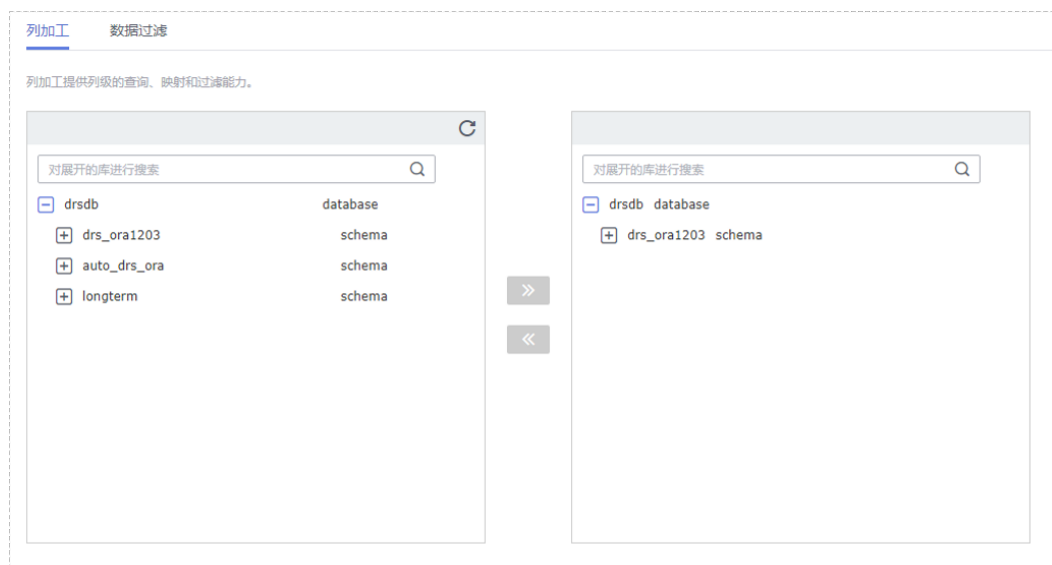 列加工 数据过滤
列加工提供列级的查询、映射和过滤能力。
对展开的库进行搜索
drsdb database
drs_ora1203 schema
auto_drs_ora schema
longterm schema
对展开的库进行搜索
drsdb database
drs_ora1203 schema